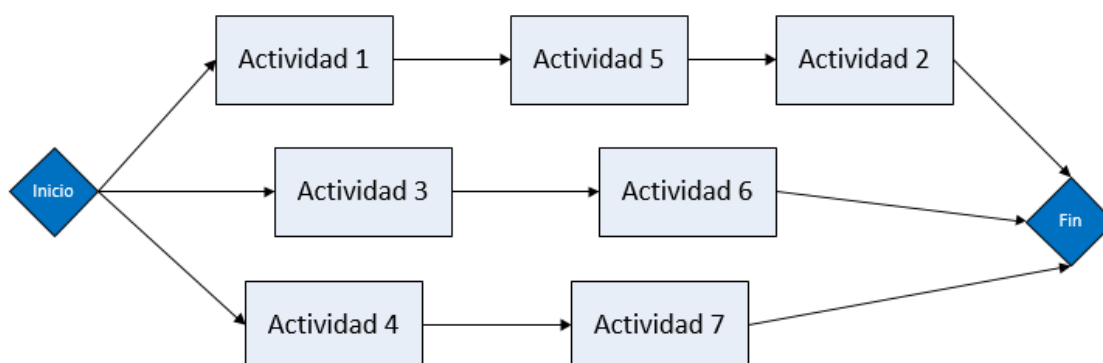 Actividad 1
Actividad 5
Actividad 2
Inicio
Actividad 3
Actividad 6
Fin
Actividad 4
Actividad 7